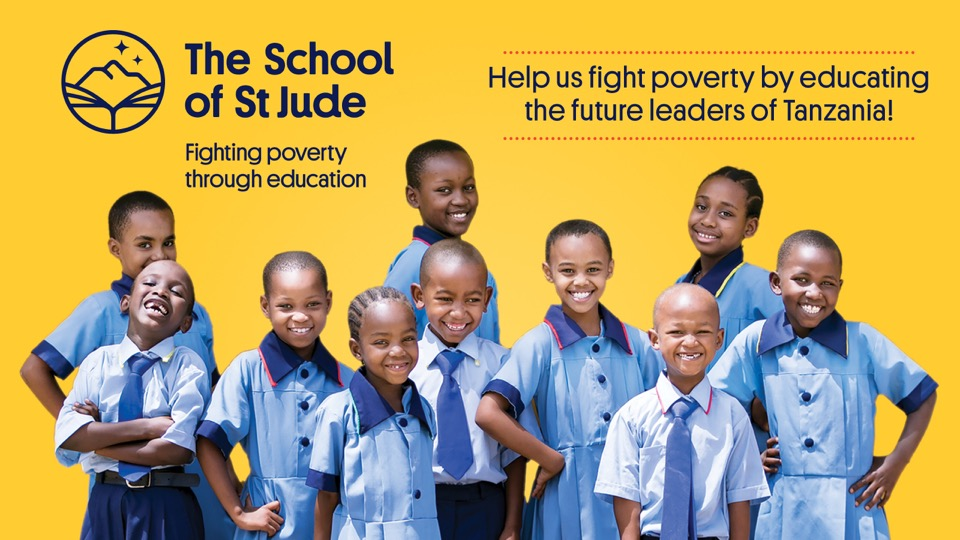 The School
of St Jude
Fighting poverty
through education
Help us fight poverty by educating
the future leaders of Tanzania!